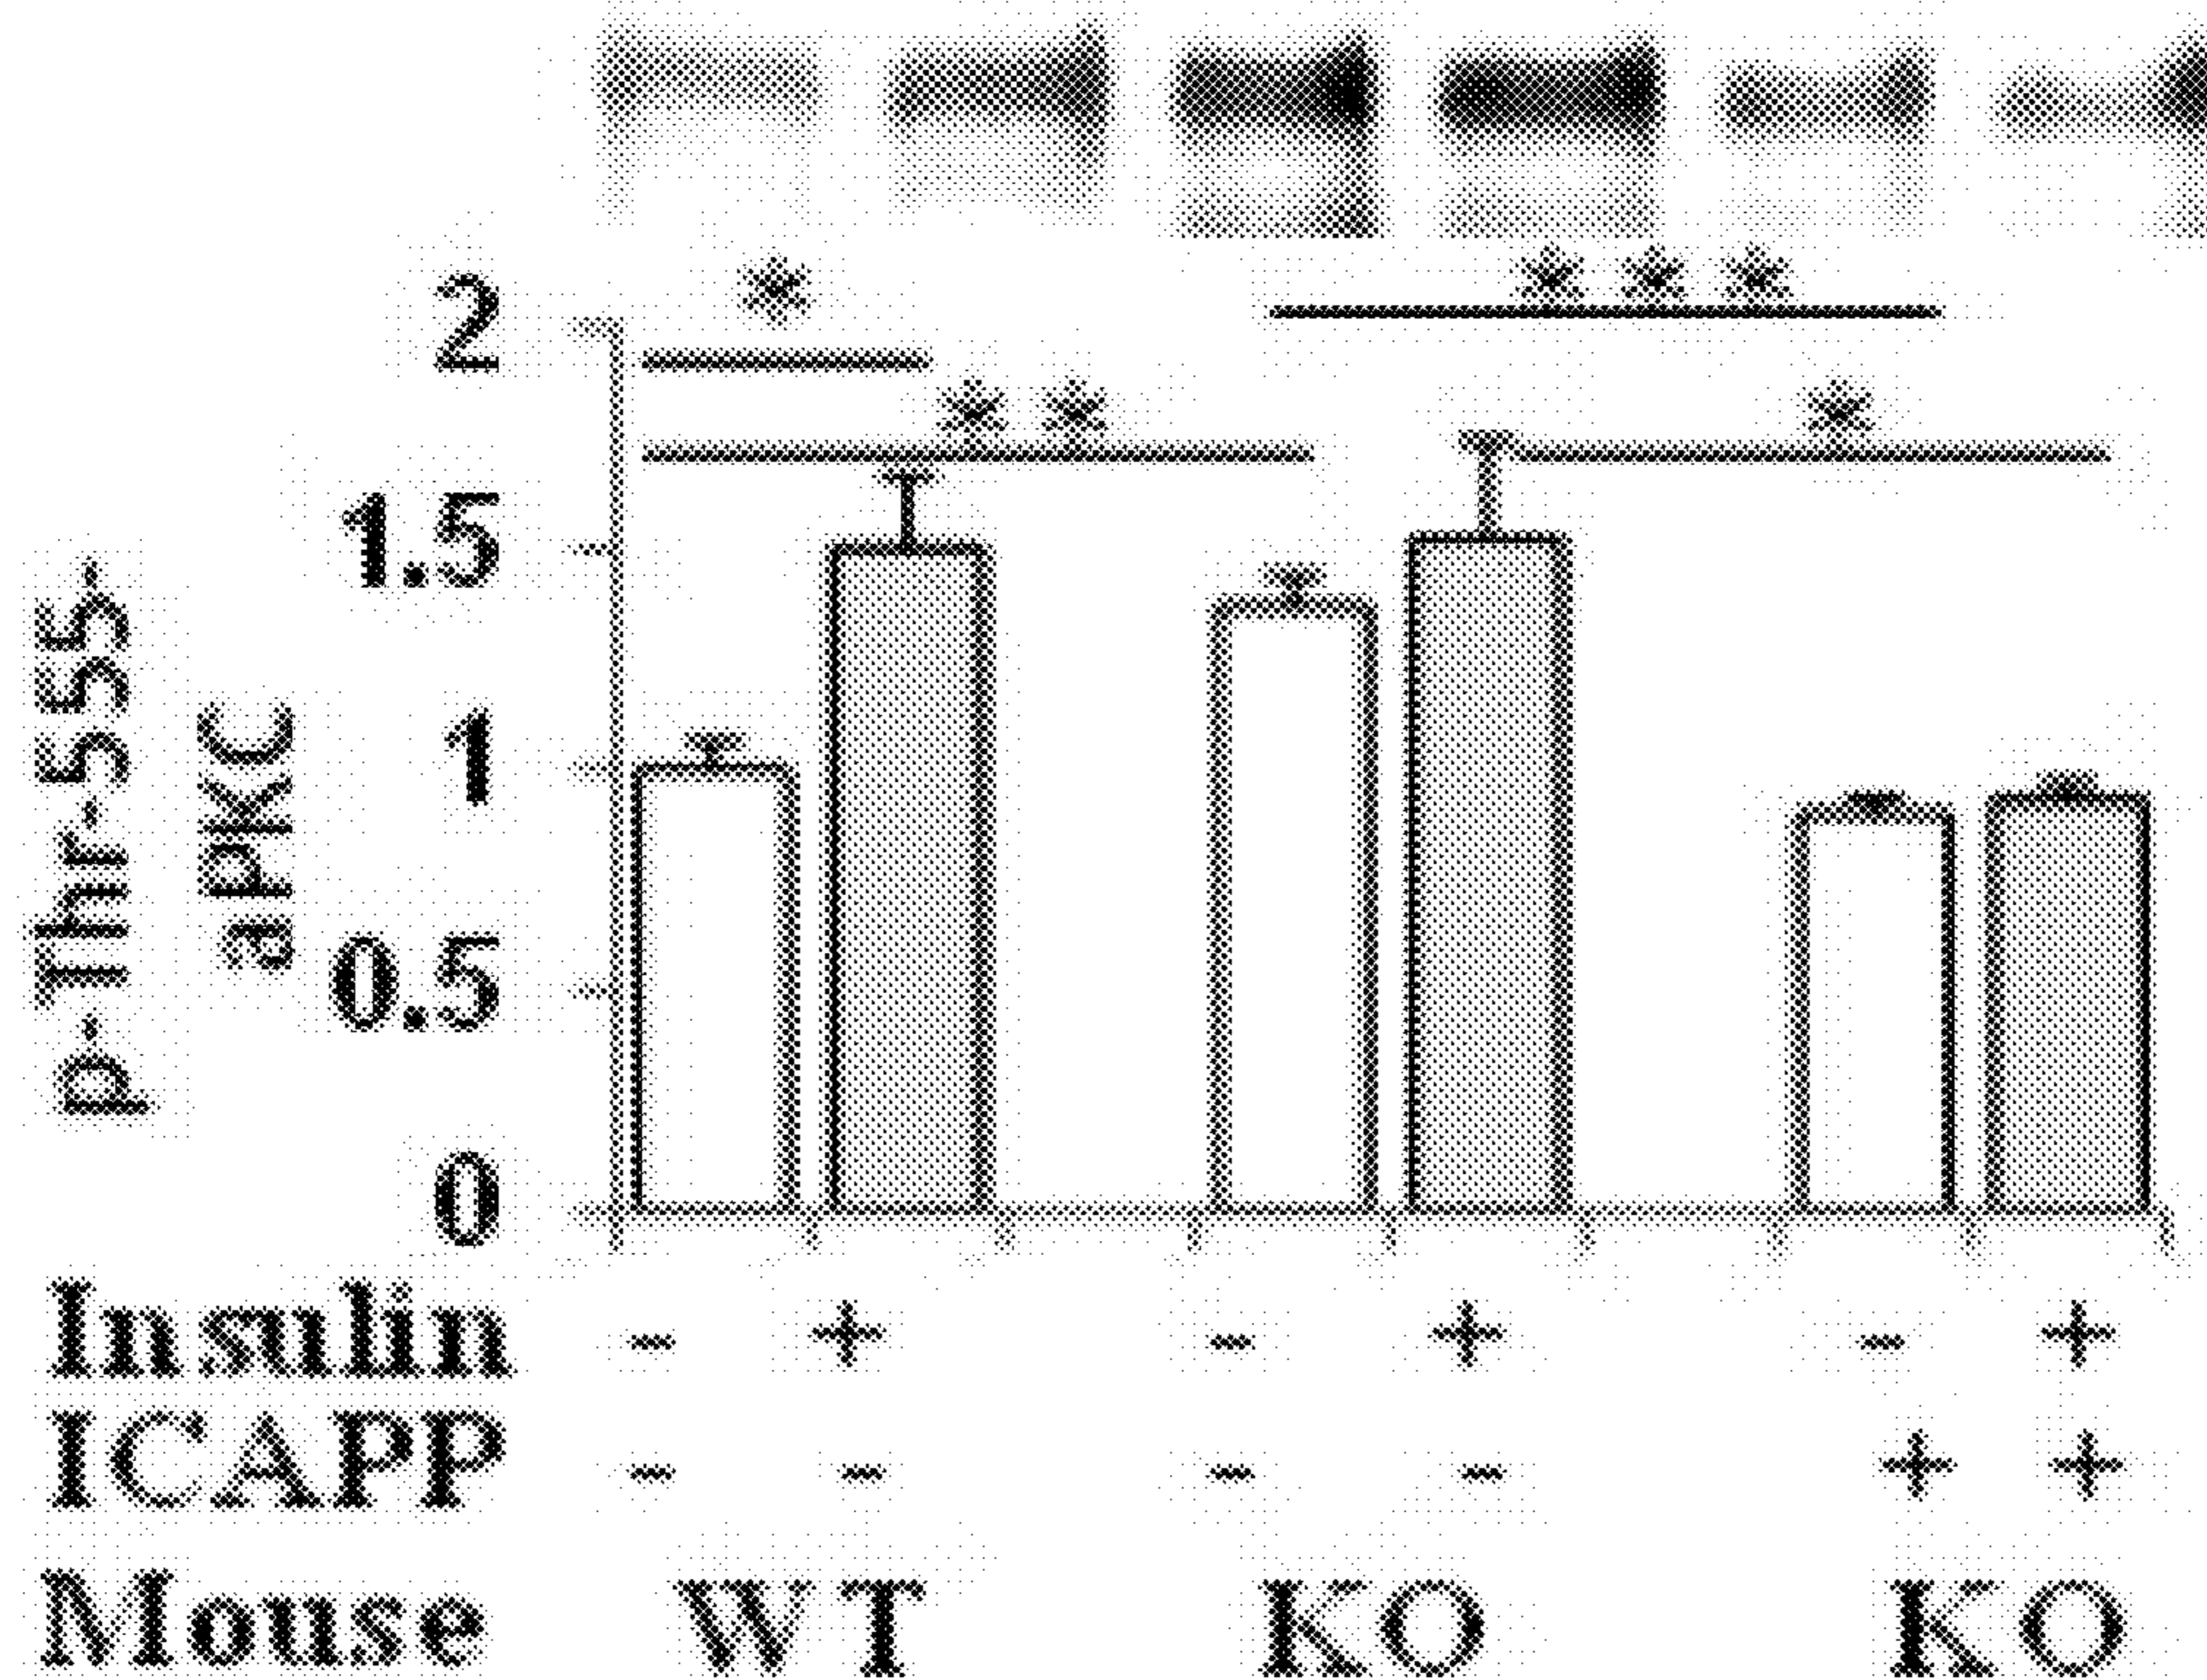 *
* * *
* *
*
2
1.5
1
0.5
0
p-Thr-555-
aPKC
Insulin - + - + - +
ICAPP - - - - + +
Mouse WT KO KO